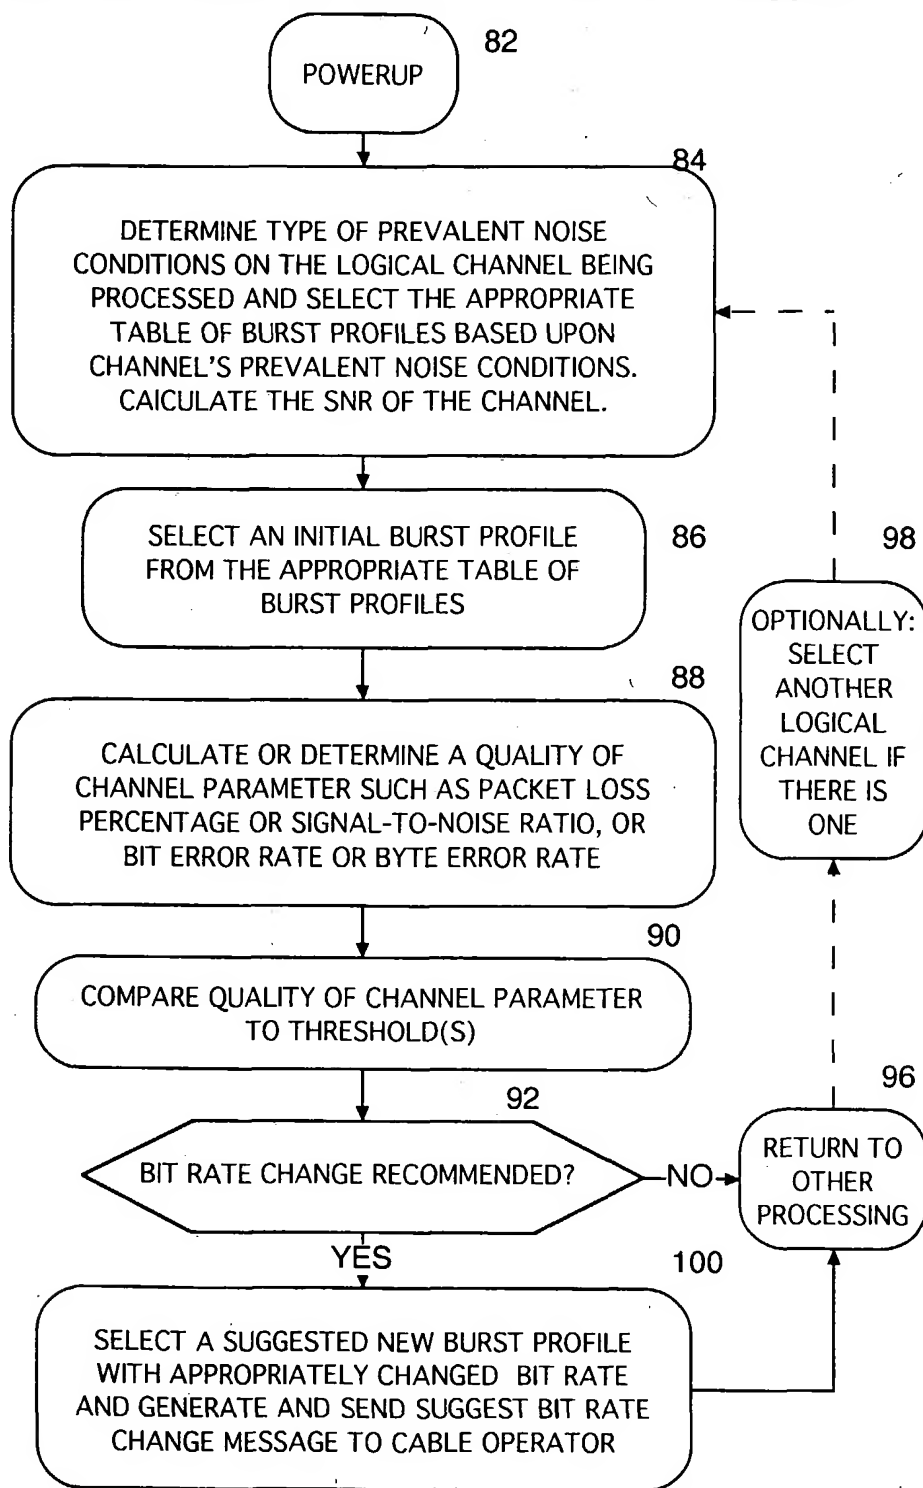 82
POWERUP
84
DETERMINE TYPE OF PREVALENT NOISE
CONDITIONS ON THE LOGICAL CHANNEL BEING
PROCESSED AND SELECT THE APPROPRIATE
TABLE OF BURST PROFILES BASED UPON
CHANNEL'S PREVALENT NOISE CONDITIONS.
CAICULATE THE SNR OF THE CHANNEL.
86
SELECT AN INITIAL BURST PROFILE
FROM THE APPROPRIATE TABLE OF
BURST PROFILES
88
CALCULATE OR DETERMINE A QUALITY OF
CHANNEL PARAMETER SUCH AS PACKET LOSS
PERCENTAGE OR SIGNAL-TO-NOISE RATIO, OR
BIT ERROR RATE OR BYTE ERROR RATE
90
COMPARE QUALITY OF CHANNEL PARAMETER
TO THRESHOLD(S)
92
BIT RATE CHANGE RECOMMENDED?
NO
YES
100
SELECT A SUGGESTED NEW BURST PROFILE
WITH APPROPRIATELY CHANGED BIT RATE
AND GENERATE AND SEND SUGGEST BIT RATE
CHANGE MESSAGE TO CABLE OPERATOR
96
RETURN TO
OTHER
PROCESSING
98
OPTIONALLY:
SELECT
ANOTHER
LOGICAL
CHANNEL IF
THERE IS
ONE